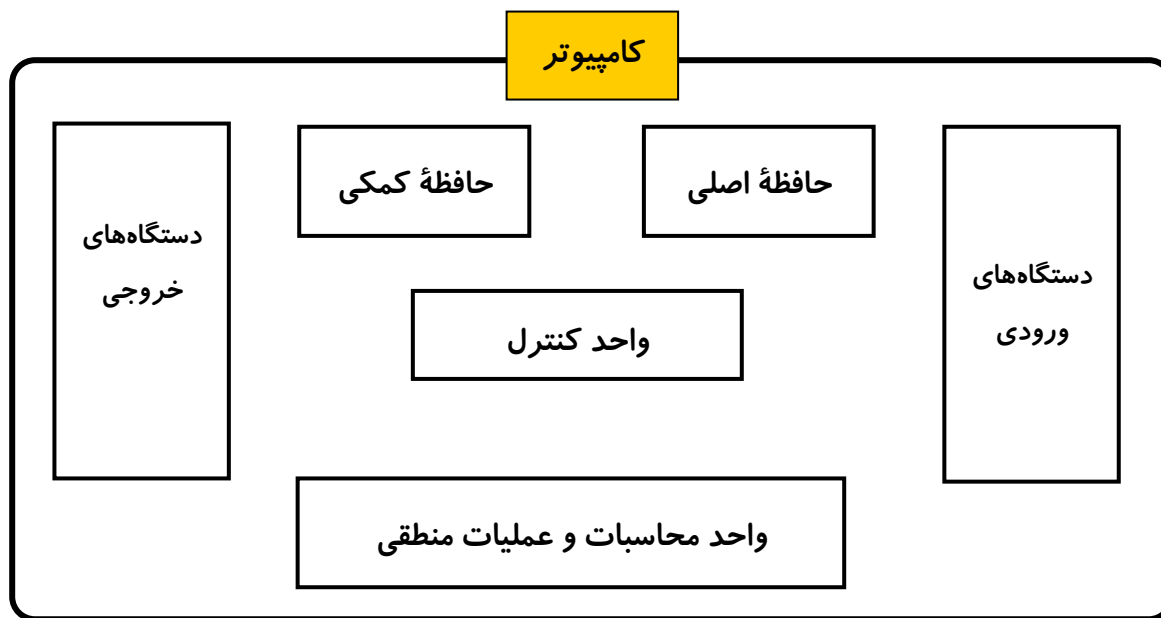 کامپیوتر
حافظهٔ اصلی
حافظهٔ کمکی
دستگاه‌های
ورودی
دستگاه‌های
خروجی
واحد کنترل
واحد محاسبات و عملیات منطقی